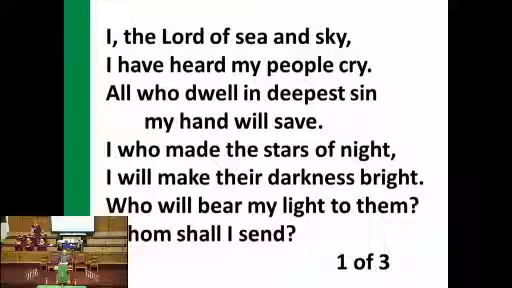 I, the Lord of sea and sky,
I have heard my people cry.
All who dwell in deepest sin
my hand will save.
I who made the stars of night,
I will make their darkness bright.
Who will bear my light to them?
hom shall I send?
1 of 3